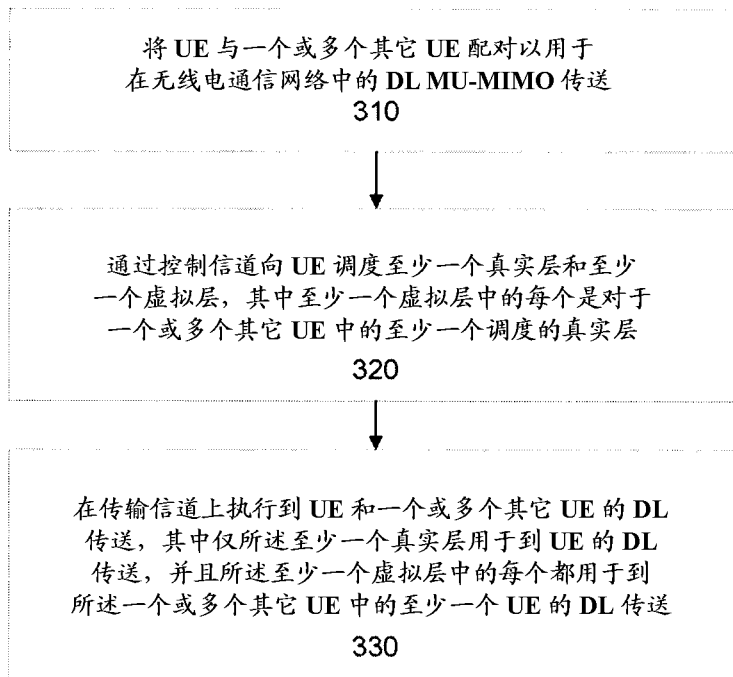 将 UE 与一个或多个其它 UE 配对以用于
在无线电通信网络中的 DL MU-MIMO 传送
310
通过控制信道向 UE 调度至少一个真实层和至少
一个虚拟层，其中至少一个虚拟层中的每个是对于
一个或多个其它 UE 中的至少一个调度的真实层
320
在传输信道上执行到 UE 和一个或多个其它 UE 的 DL
传送，其中仅所述至少一个真实层用于到 UE 的 DL
传送，并且所述至少一个虚拟层中的每个都用于到
所述一个或多个其它 UE 中的至少一个 UE 的 DL 传送
330